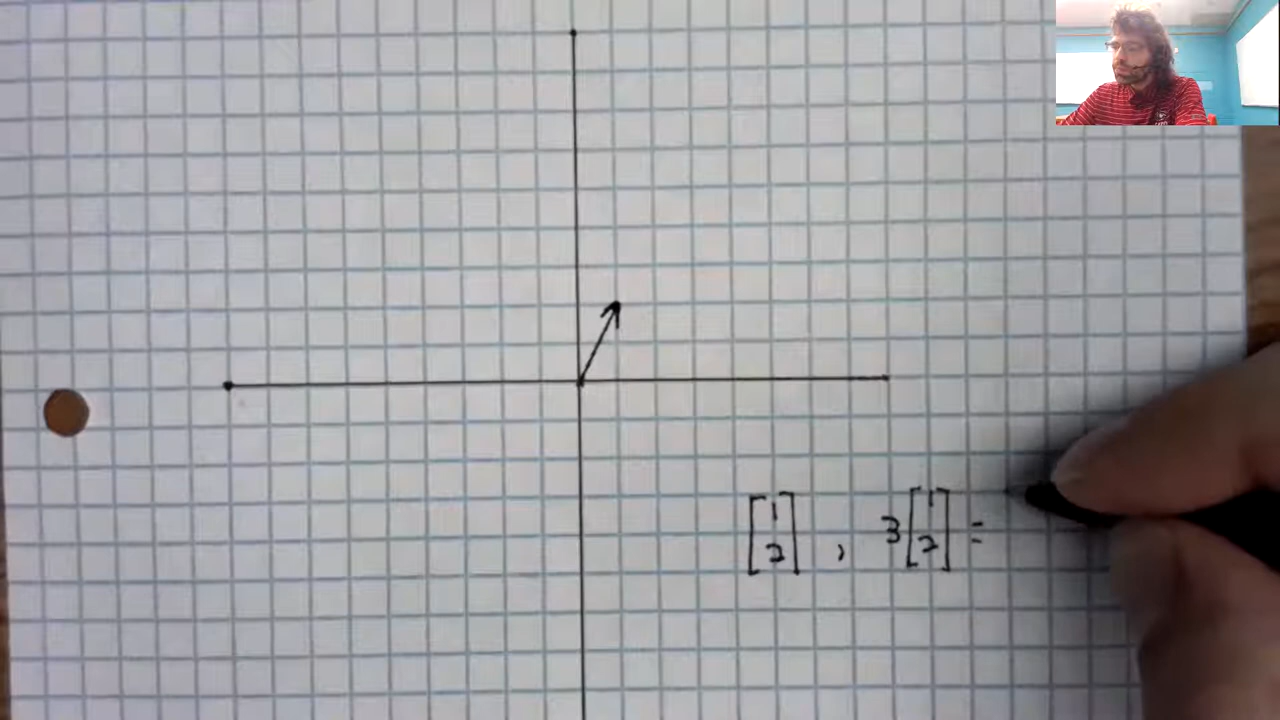 [1 2] , 3[1 2] =